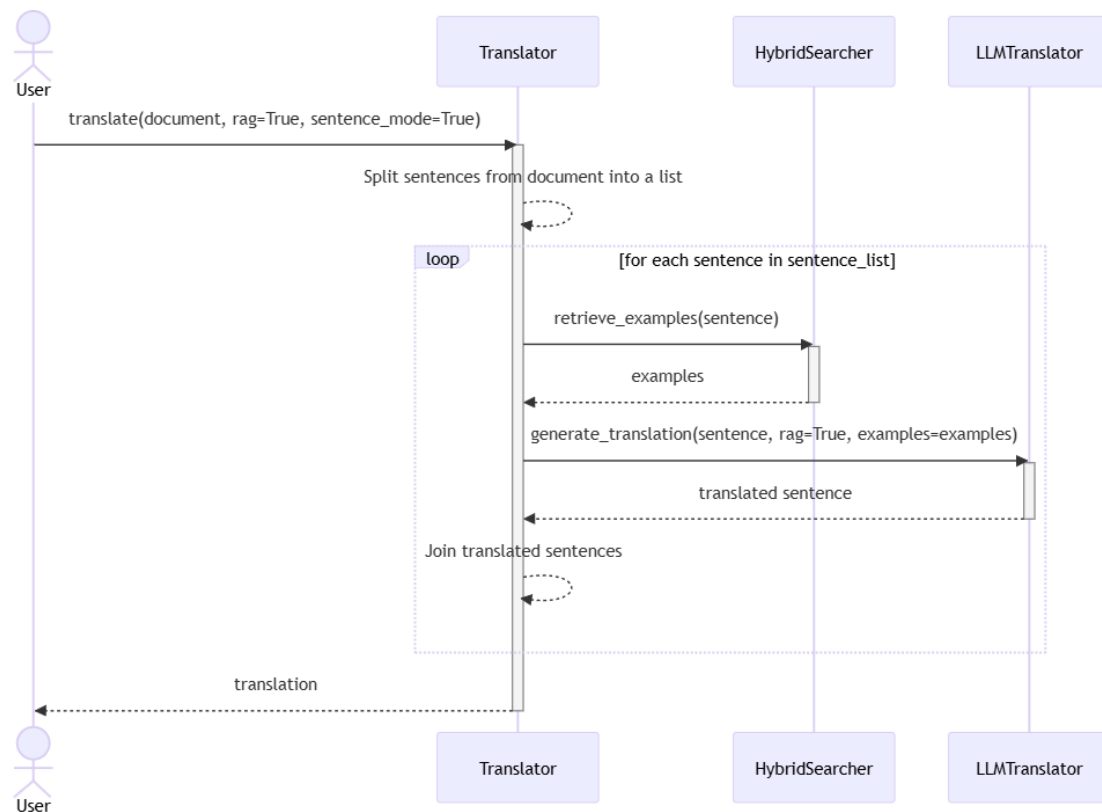 Translator
HybridSearcher
LLMTranslator
User
translate(document, rag=True, sentence_mode=True)
Split sentences from document into a list
loop
[for each sentence in sentence_list]
retrieve_examples(sentence)
examples
generate_translation(sentence, rag=True, examples=examples)
translated sentence
Join translated sentences
translation
Translator
HybridSearcher
LLMTranslator
User